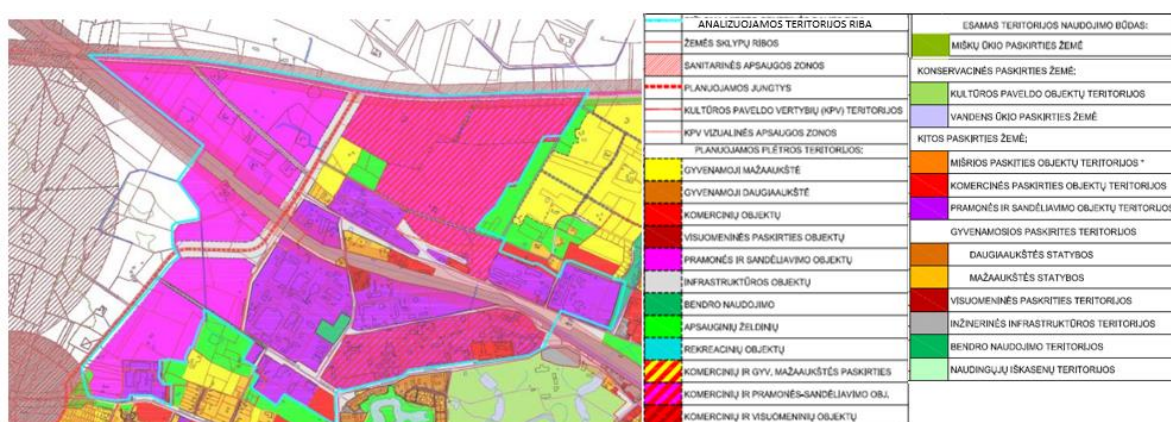 ANALIZUOJAMOS TERITORIJOS RIBA
ŽEMĖS SKLYPŲ RIBOS
SANITARINĖS APSAUGOS ZONOS
PLANUOJAMOS JUNGTYS
KULTŪROS PAVELDO VERTYBIŲ (KPV) TERITORIJOS
KPV VIZUALINĖS APSAUGOS ZONOS
PLANUOJAMOS PLĖTROS TERITORIJOS:
GYVENAMOJI MAŽAAUKŠTĖ
GYVENAMOJI DAUGIAAUKŠTĖ
KOMERCINIŲ OBJEKTŲ
VISUOMENINĖS PASKIRTIES OBJEKTŲ
PRAMONĖS IR SANDĖLIAVIMO OBJEKTŲ
INFRASTRUKTŪROS OBJEKTŲ
BENDRO NAUDOJIMO
APSAUGINIŲ ŽELDINIŲ
REKREACINIŲ OBJEKTŲ
KOMERCINIŲ IR GYV. MAŽAAUKŠTĖS PASKIRTIES
KOMERCINIŲ IR PRAMONĖS-SANDĖLIAVIMO OBJ.
KOMERCINIŲ IR VISUOMENINIŲ OBJEKTŲ
ESAMAS TERITORIJOS NAUDOJIMO BŪDAS:
MIŠKŲ ŪKIO PASKIRTIES ŽEMĖ
KONSERVACINĖS PASKIRTIES ŽEMĖ:
KULTŪROS PAVELDO OBJEKTŲ TERITORIJOS
VANDENS ŪKIO PASKIRTIES ŽEMĖ
KITOS PASKIRTIES ŽEMĖ:
MIŠRIOS PASKITIES OBJEKTŲ TERITORIJOS *
KOMERCINĖS PASKIRTIES OBJEKTŲ TERITORIJOS
PRAMONĖS IR SANDĖLIAVIMO OBJEKTŲ TERITORIJOS
GYVENAMOSIOS PASKIRITES TERITORIJOS
DAUGIAAUKŠTĖS STATYBOS
MAŽAAUKŠTĖS STATYBOS
VISUOMENINĖS PASKRITIES TERITORIJOS
INŽINERINĖS INFRASTRUKTŪROS TERITORIJOS
BENDRO NAUDOJIMO TERITORIJOS
NAUDINGŲJŲ IŠKASENŲ TERITORIJOS